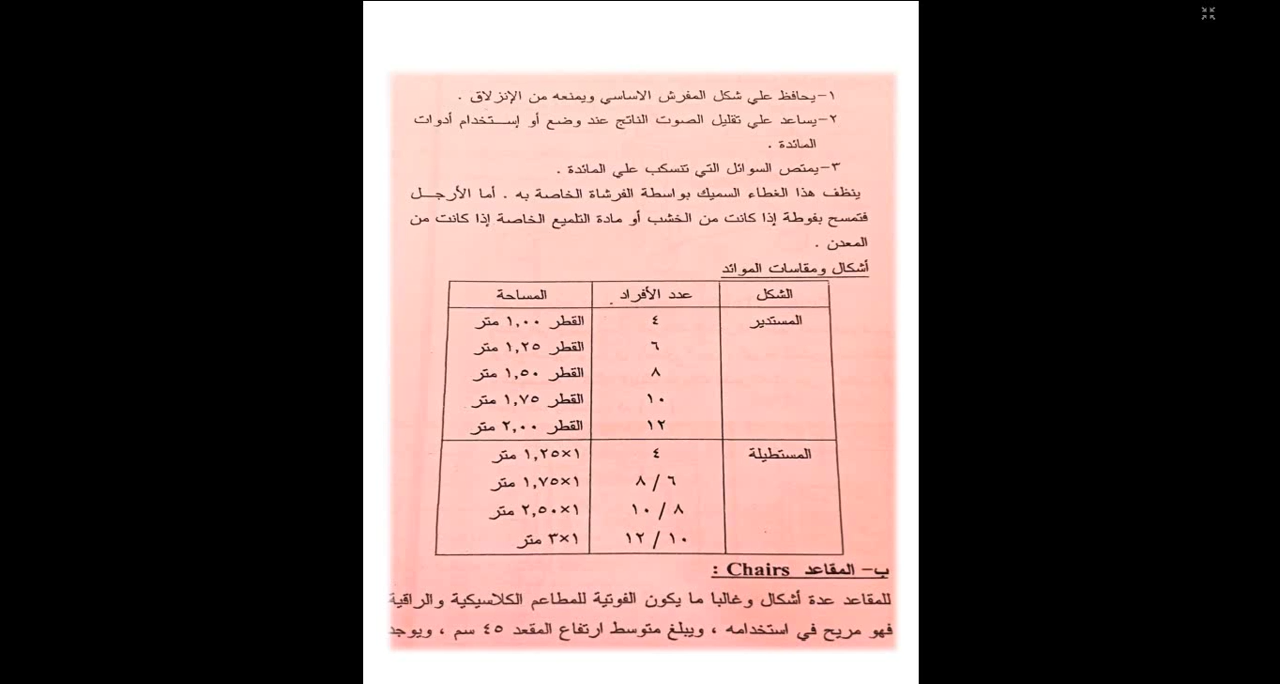 ١-يحافظ علي شكل المفرش الاساسي ويمنعه من الإنزلاق .
٢-يساعد علي تقليل الصوت الناتج عند وضع أو إستخدام أدوات
المائدة .
٣-يمتص السوائل التي تنسكب علي المائدة .
ينظف هذا الغطاء السميك بواسطة الفرشاة الخاصة به . أما الأرجل
فتمسح بفوطة إذا كانت من الخشب أو مادة التلميع الخاصة إذا كانت من
المعدن .
أشكال ومقاسات الموائد
الشكل عدد الأفراد المساحة
المستدير ٤ القطر ١,٠٠ متر
٦ القطر ١,٢٥ متر
٨ القطر ١,٥٠ متر
١٠ القطر ١,٧٥ متر
١٢ القطر ٢,٠٠ متر
المستطيلة ٤ ١×١,٢٥ متر
٦ / ٨ ١×١,٧٥ متر
٨ / ١٠ ١×٢,٥٠ متر
١٠ / ١٢ ١×٣ متر
ب- المقاعد Chairs :
للمقاعد عدة أشكال وغالبا ما يكون الفوتية للمطاعم الكلاسيكية والراقية
فهو مريح في استخدامه ، ويبلغ متوسط ارتفاع المقعد ٤٥ سم ، ويوجد